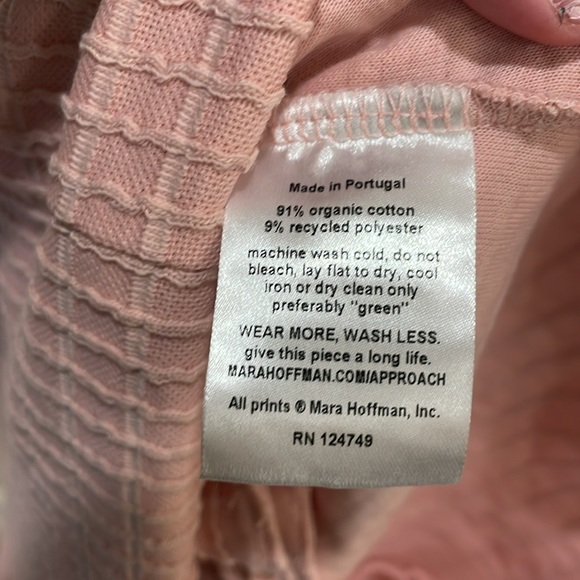 Made in Portugal
91% organic cotton
9% recycled polyester
machine wash cold, do not
bleach, lay flat to dry, cool
iron or dry clean only
preferably "green"
WEAR MORE, WASH LESS.
give this piece a long life.
MARAHOFFMAN.COM/APPROACH
All prints ® Mara Hoffman, Inc.
RN 124749